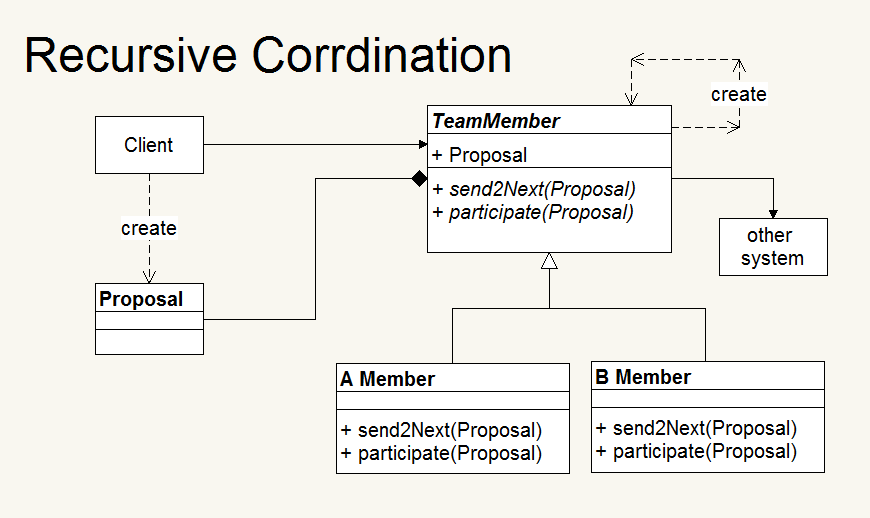 Recursive Corrdination
create
TeamMember
+ Proposal
+ send2Next(Proposal)
+ participate(Proposal)
Client
create
Proposal
other
system
A Member
+ send2Next(Proposal)
+ participate(Proposal)
B Member
+ send2Next(Proposal)
+ participate(Proposal)